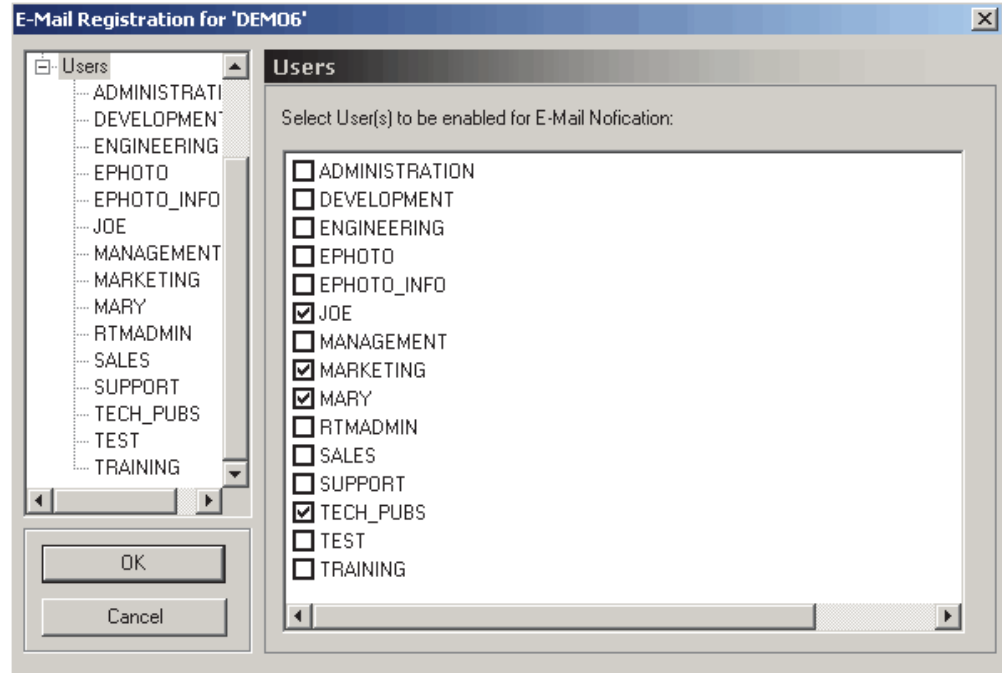 E-Mail Registration for 'DEMO6'
Users
ADMINISTRATI
DEVELOPMENT
ENGINEERING
EPHOTO
EPHOTO_INFO
JOE
MANAGEMENT
MARKETING
MARY
RTMADMIN
SALES
SUPPORT
TECH_PUBS
TEST
TRAINING
OK
Cancel
Users
Select User(s) to be enabled for E-Mail Nofication:
ADMINISTRATION
DEVELOPMENT
ENGINEERING
EPHOTO
EPHOTO_INFO
JOE
MANAGEMENT
MARKETING
MARY
RTMADMIN
SALES
SUPPORT
TECH_PUBS
TEST
TRAINING